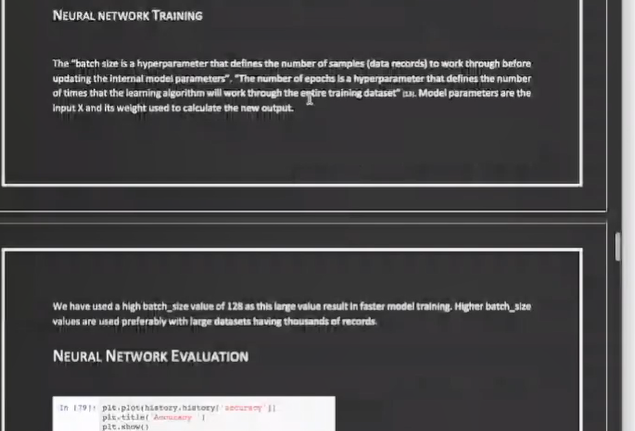 NEURAL NETWORK TRAINING
The "batch size is a hyperparameter that defines the number of samples (data records) to work through before
updating the internal model parameters". "The number of epochs is a hyperparameter that defines the number
of times that the learning algorithm will work through the entire training dataset" Model parameters are the
input X and its weight used to calculate the new output.
We have used a high batch_size value of 128 as this large value result in faster model training. Higher batch_size
values are used preferably with large datasets having thousands of records.
NEURAL NETWORK EVALUATION
In [79]: plt.plot(history.history['accuracy'])
plt.title('Accuracy ')
plt.show()